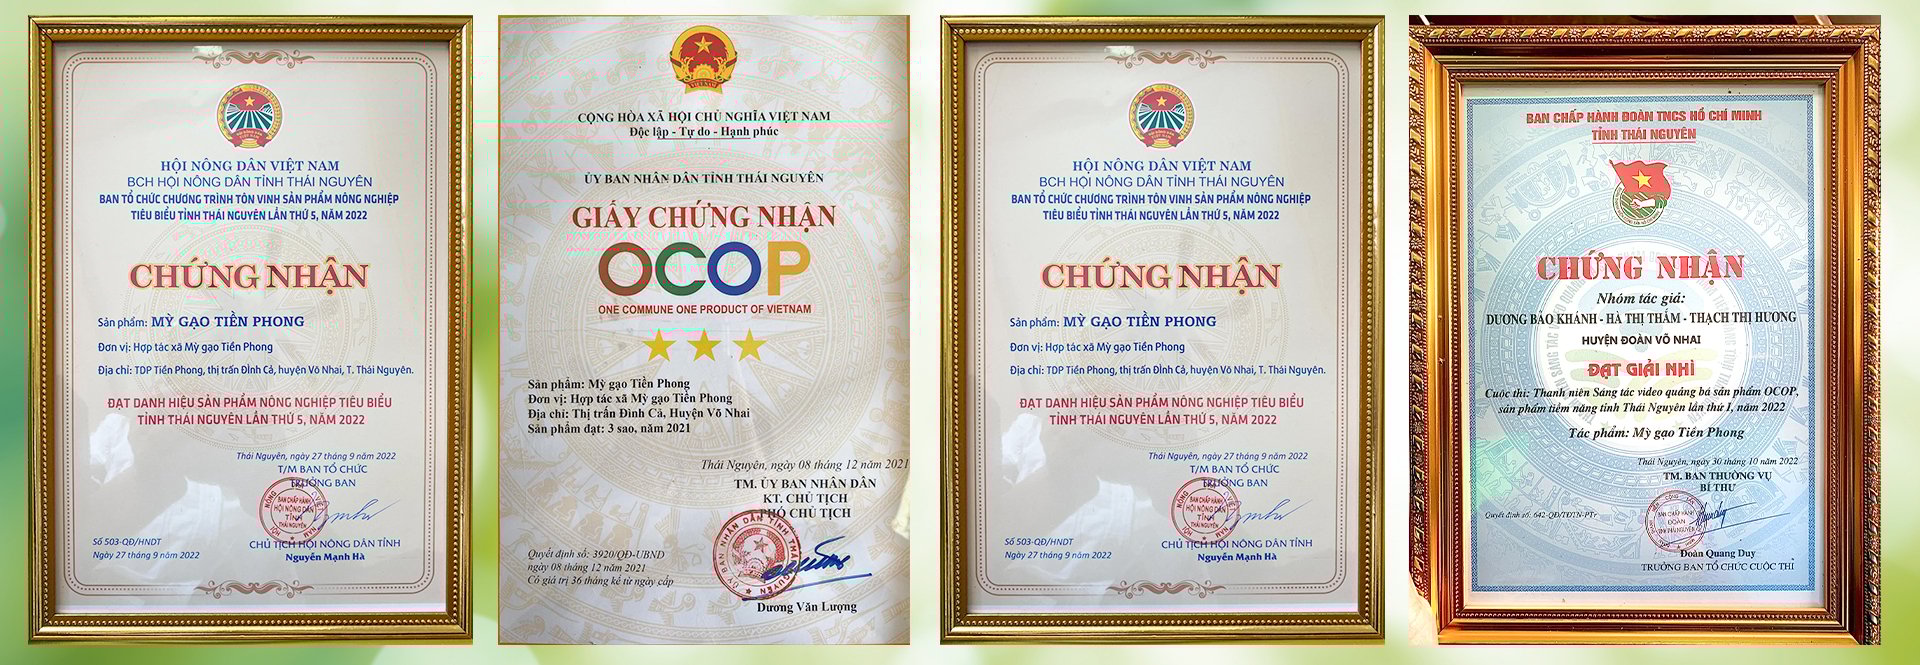 HỘI NÔNG DÂN VIỆT NAM
BCH HỘI NÔNG DÂN TỈNH THÁI NGUYÊN
BAN TỔ CHỨC CHƯƠNG TRÌNH TÔN VINH SẢN PHẨM NÔNG NGHIỆP
TIÊU BIỂU TỈNH THÁI NGUYÊN LẦN THỨ 5, NĂM 2022
CHỨNG NHẬN
Sản phẩm: MỲ GẠO TIỀN PHONG
Đơn vị: Hợp tác xã Mỳ gạo Tiền Phong
Địa chỉ: TDP Tiền Phong, thị trấn Đình Cả, huyện Võ Nhai, T. Thái Nguyên.
ĐẠT DANH HIỆU SẢN PHẨM NÔNG NGHIỆP TIÊU BIỂU
TỈNH THÁI NGUYÊN LẦN THỨ 5, NĂM 2022
Thái Nguyên, ngày 27 tháng 9 năm 2022
T/M BAN TỔ CHỨC
TRƯỞNG BAN
Số 503-QĐ/HNDT
Ngày 27 tháng 9 năm 2022
CHỦ TỊCH HỘI NÔNG DÂN TỈNH
Nguyễn Mạnh Hà
VIỆT NAM
CỘNG HÒA XÃ HỘI CHỦ NGHĨA VIỆT NAM
Độc lập - Tự do - Hạnh phúc
ỦY BAN NHÂN DÂN TỈNH THÁI NGUYÊN
GIẤY CHỨNG NHẬN
OCOP
ONE COMMUNE ONE PRODUCT OF VIETNAM
Sản phẩm: Mỳ gạo Tiền Phong
Đơn vị: Hợp tác xã Mỳ gạo Tiền Phong
Địa chỉ: Thị trấn Đình Cả, Huyện Võ Nhai
Sản phẩm đạt: 3 sao, năm 2021
Thái Nguyên, ngày 08 tháng 12 năm 2021
TM. ỦY BAN NHÂN DÂN
KT. CHỦ TỊCH
PHÓ CHỦ TỊCH
Quyết định số: 3920/QĐ-UBND
ngày 08 tháng 12 năm 2021
Có giá trị 36 tháng kể từ ngày cấp
Dương Văn Lượng
HỘI NÔNG DÂN VIỆT NAM
BCH HỘI NÔNG DÂN TỈNH THÁI NGUYÊN
BAN TỔ CHỨC CHƯƠNG TRÌNH TÔN VINH SẢN PHẨM NÔNG NGHIỆP
TIÊU BIỂU TỈNH THÁI NGUYÊN LẦN THỨ 5, NĂM 2022
CHỨNG NHẬN
Sản phẩm: MỲ GẠO TIỀN PHONG
Đơn vị: Hợp tác xã Mỳ gạo Tiền Phong
Địa chỉ: TDP Tiền Phong, thị trấn Đình Cả, huyện Võ Nhai, T. Thái Nguyên.
ĐẠT DANH HIỆU SẢN PHẨM NÔNG NGHIỆP TIÊU BIỂU
TỈNH THÁI NGUYÊN LẦN THỨ 5, NĂM 2022
Thái Nguyên, ngày 27 tháng 9 năm 2022
T/M BAN TỔ CHỨC
TRƯỞNG BAN
Số 503-QĐ/HNDT
Ngày 27 tháng 9 năm 2022
CHỦ TỊCH HỘI NÔNG DÂN TỈNH
Nguyễn Mạnh Hà
BAN CHẤP HÀNH ĐOÀN TNCS HỒ CHÍ MINH
TỈNH THÁI NGUYÊN
CHỨNG NHẬN
Nhóm tác giả:
DƯƠNG BẢO KHÁNH - HÀ THỊ THẮM - THẠCH THỊ HƯƠNG
HUYỆN ĐOÀN VÕ NHAI
ĐẠT GIẢI NHÌ
Cuộc thi: Thanh niên Sáng tác video quảng bá sản phẩm OCOP,
sản phẩm tiềm năng tỉnh Thái Nguyên lần thứ I, năm 2022
Tác phẩm: Mỳ gạo Tiền Phong
Thái Nguyên, ngày 30 tháng 10 năm 2022
TM. BAN THƯỜNG VỤ
BÍ THƯ
Quyết định số: 642-QĐ/TĐTN-PTr
Đoàn Quang Duy
TRƯỞNG BAN TỔ CHỨC CUỘC THI